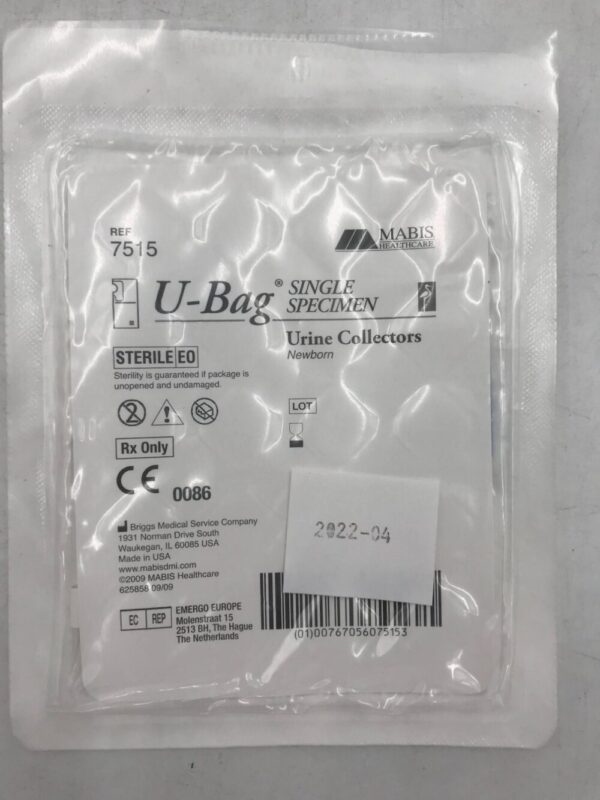 REF
7515
MABIS
HEALTHCARE
U-Bag® SINGLE
SPECIMEN
Urine Collectors
Newborn
STERILE EO
Sterility is guaranteed if package is
unopened and undamaged.
2
!
LOT
Rx Only
CE 0086
2022-04
Briggs Medical Service Company
1931 Norman Drive South
Waukegan, IL 60085 USA
Made in USA
www.mabisdmi.com
©2009 MABIS Healthcare
625858 09/09
EC REP
EMERGO EUROPE
Molenstraat 15
2513 BH, The Hague
The Netherlands
(01)00767056075153